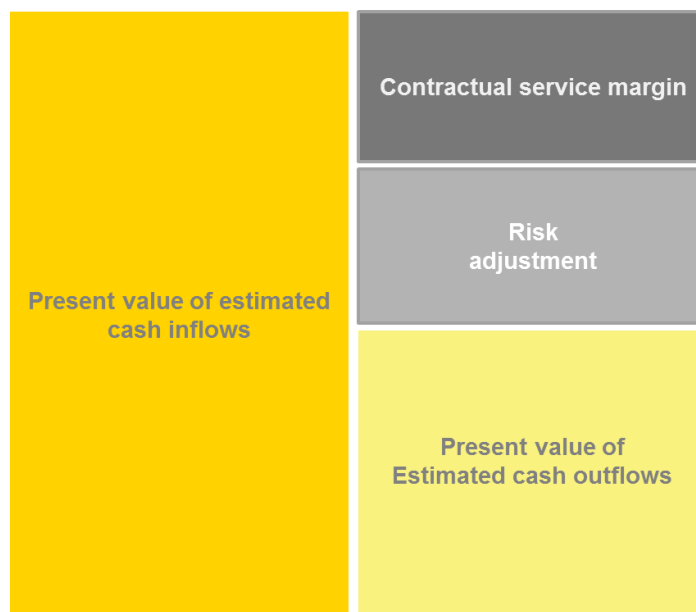 Present value of estimated
cash inflows
Contractual service margin
Risk
adjustment
Present value of
Estimated cash outflows